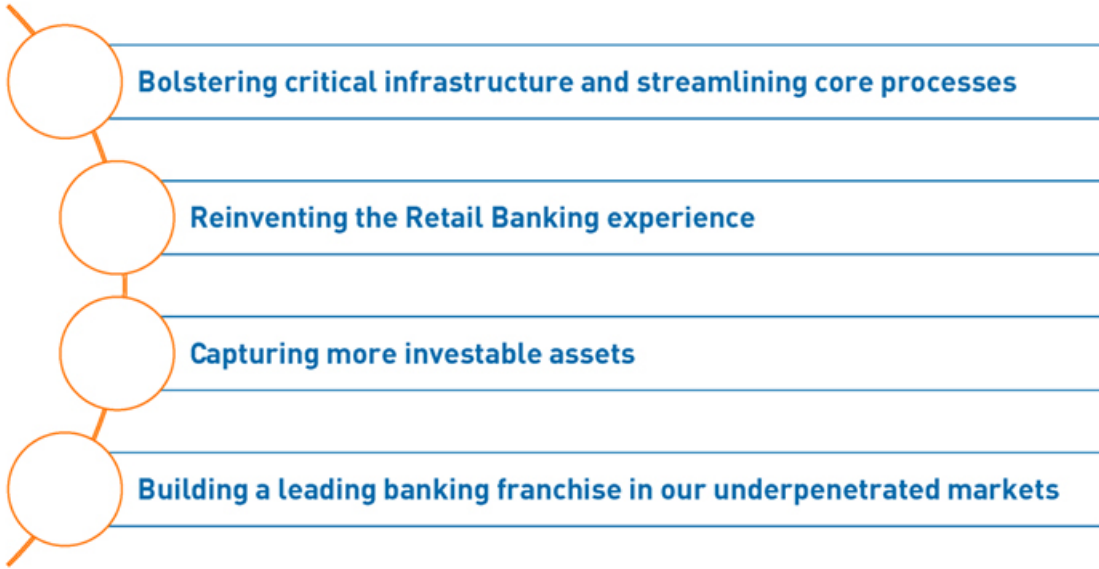 Bolstering critical infrastructure and streamlining core processes
Reinventing the Retail Banking experience
Capturing more investable assets
Building a leading banking franchise in our underpenetrated markets